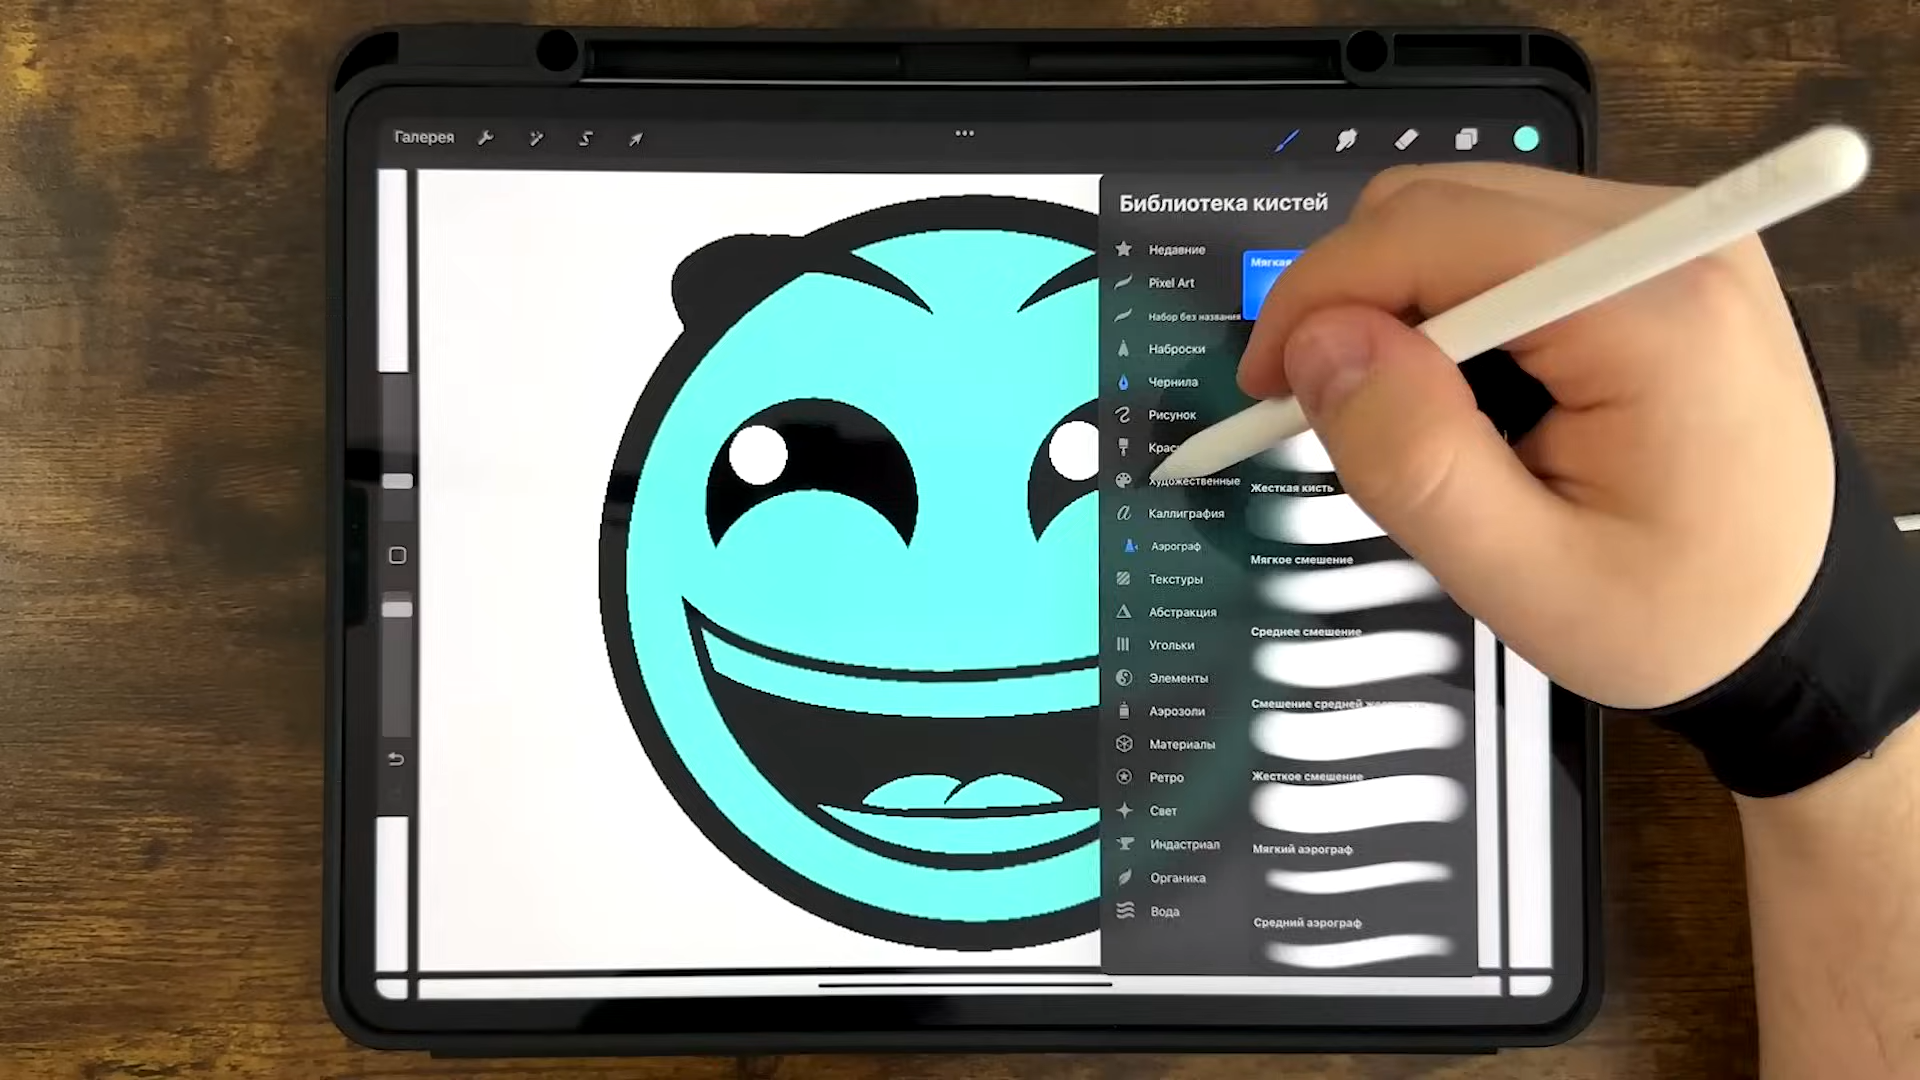 Галерея
Библиотека кистей
Недавние
Pixel Art
Набор без названия
Наброски
Чернила
Рисунок
Художественные
Каллиграфия
Аэрограф
Текстуры
Абстракция
Угольки
Элементы
Аэрозоли
Материалы
Ретро
Свет
Индастриал
Органика
Вода
Жесткая кисть
Мягкое смешение
Среднее смешение
Смешение средней
Жесткое смешение
Мягкий аэрограф
Средний аэрограф